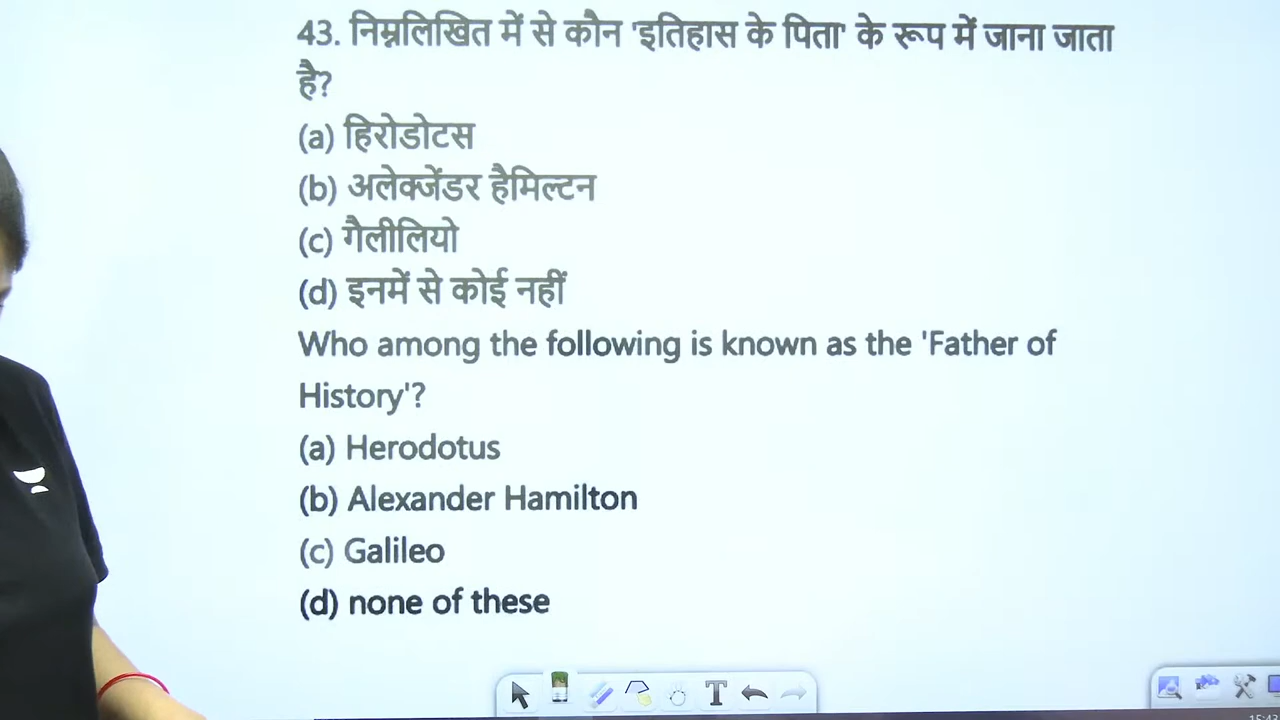 43. निम्नलिखित में से कौन 'इतिहास के पिता' के रूप में जाना जाता
है?
(a) हिरोडोटस
(b) अलेक्जेंडर हैमिल्टन
(c) गैलीलियो
(d) इनमें से कोई नहीं
Who among the following is known as the 'Father of
History'?
(a) Herodotus
(b) Alexander Hamilton
(c) Galileo
(d) none of these
T